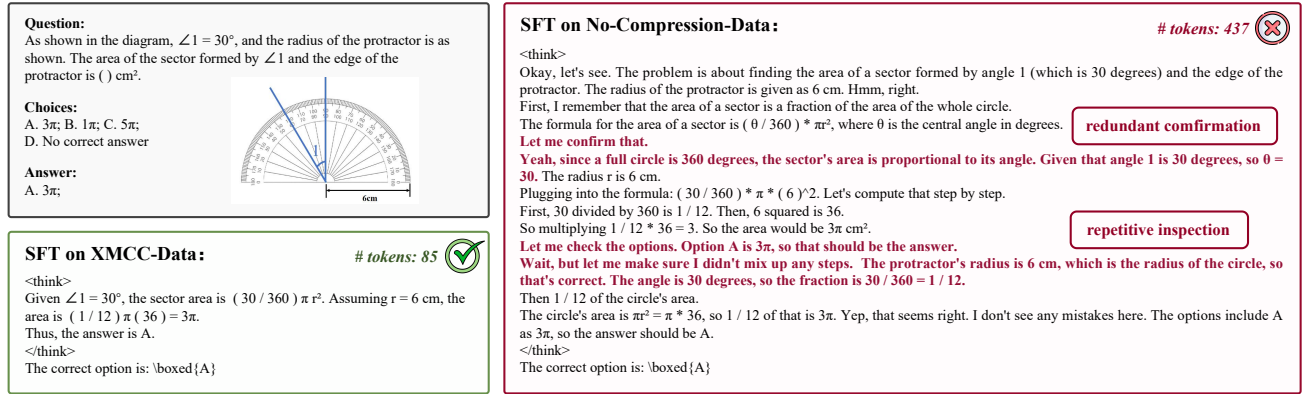 Question:
As shown in the diagram, ∠1 = 30°, and the radius of the protractor is as
shown. The area of the sector formed by ∠1 and the edge of the
protractor is ( ) cm².
Choices:
A. 3π; B. 1π; C. 5π;
D. No correct answer
Answer:
A. 3π;
1
6cm
SFT on XMCC-Data:
# tokens: 85
<think>
Given ∠1 = 30°, the sector area is ( 30 / 360 ) π r². Assuming r = 6 cm, the
area is ( 1 / 12 ) π ( 36 ) = 3π.
Thus, the answer is A.
</think>
The correct option is: \boxed{A}
SFT on No-Compression-Data:
# tokens: 437
<think>
Okay, let's see. The problem is about finding the area of a sector formed by angle 1 (which is 30 degrees) and the edge of the
protractor. The radius of the protractor is given as 6 cm. Hmm, right.
First, I remember that the area of a sector is a fraction of the area of the whole circle.
The formula for the area of a sector is ( θ / 360 ) * πr², where θ is the central angle in degrees.
redundant comfirmation
Let me confirm that.
Yeah, since a full circle is 360 degrees, the sector's area is proportional to its angle. Given that angle 1 is 30 degrees, so θ =
30. The radius r is 6 cm.
Plugging into the formula: ( 30 / 360 ) * π * ( 6 )^2. Let's compute that step by step.
First, 30 divided by 360 is 1 / 12. Then, 6 squared is 36.
So multiplying 1 / 12 * 36 = 3. So the area would be 3π cm².
repetitive inspection
Let me check the options. Option A is 3π, so that should be the answer.
Wait, but let me make sure I didn't mix up any steps. The protractor's radius is 6 cm, which is the radius of the circle, so
that's correct. The angle is 30 degrees, so the fraction is 30 / 360 = 1 / 12.
Then 1 / 12 of the circle's area.
The circle's area is πr² = π * 36, so 1 / 12 of that is 3π. Yep, that seems right. I don't see any mistakes here. The options include A
as 3π, so the answer should be A.
</think>
The correct option is: \boxed{A}